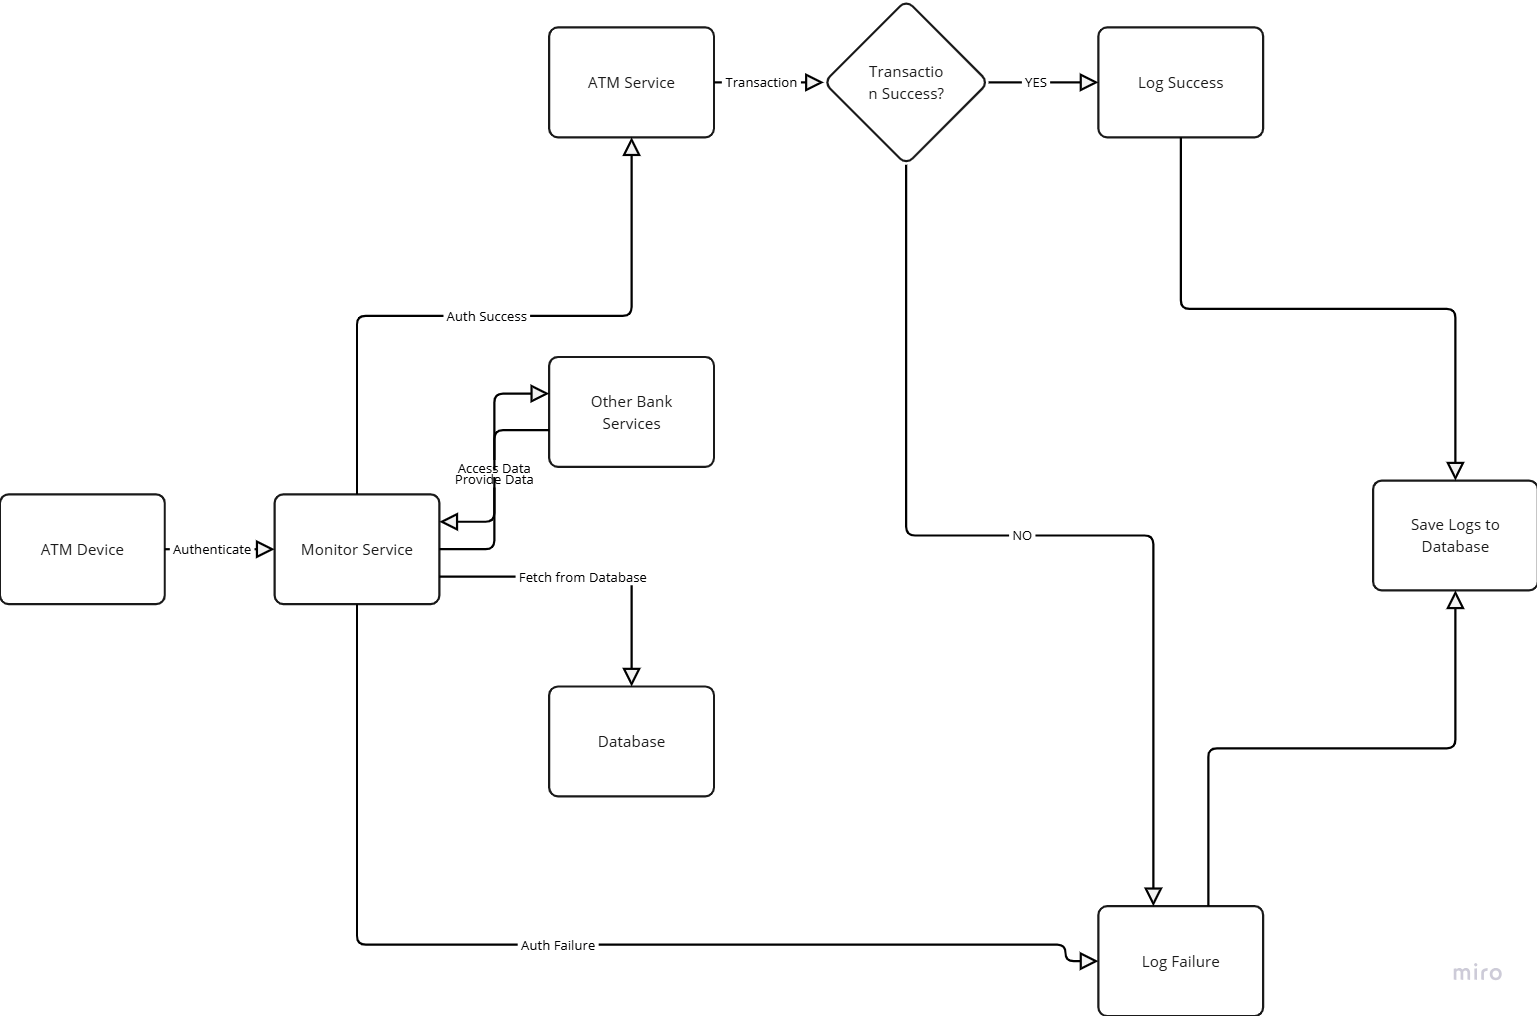 ATM Service
Transaction
Transactio
n Success?
YES
Log Success
Auth Success
Other Bank
Services
Access Data
Provide Data
ATM Device
Authenticate
Monitor Service
Fetch from Database
NO
Save Logs to
Database
Database
Auth Failure
Log Failure
miro